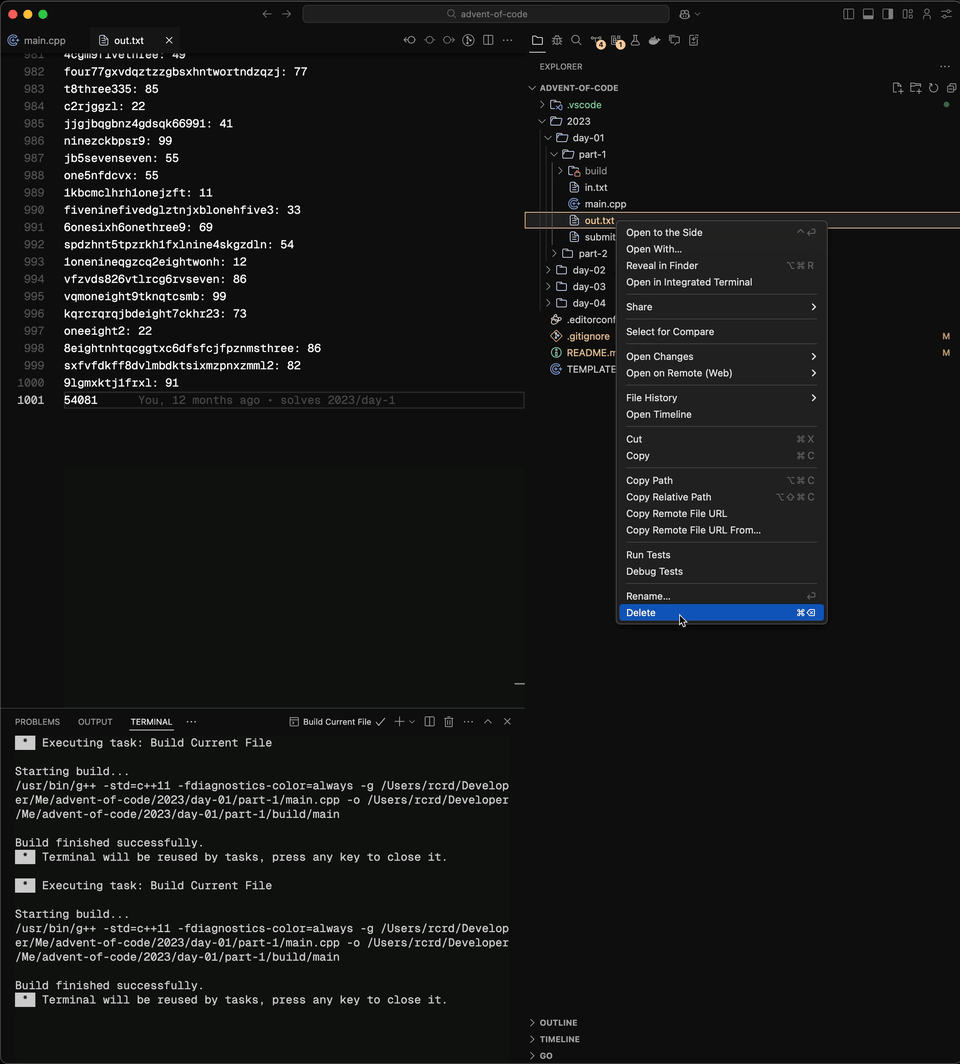 advent-of-code
main.cpp
out.txt
981 4cgm9fivethree: 49
982 four77gxvdqztzzgbsxhntwortndzqzj: 77
983 t8three335: 85
984 c2rjggzl: 22
985 jjgjbqgbnz4gdsqk66991: 41
986 ninezckbpsr9: 99
987 jb5sevenseven: 55
988 one5nfdcvx: 55
989 1kbcmclhrh1onejzft: 11
990 fiveninefivedglztnjxblonehfive3: 33
991 6onesixh6onethree9: 69
992 spdzhnt5tpzrkh1fxlnine4skgzdln: 54
993 1onenineqgzcq2eightwonh: 12
994 vfzvds826vtlrcg6rvseven: 86
995 vqmoneight9tknqtcsmb: 99
996 kqrcrqrqjbdeight7ckhr23: 73
997 oneeight2: 22
998 8eightnhtqcggtxc6dfsfcjfpznmsthree: 86
999 sxfvfdkff8dvlmbdktsixmzpnxzmml2: 82
1000 9lgmxktj1frxl: 91
1001 54081 You, 12 months ago • solves 2023/day-1
PROBLEMS
OUTPUT
TERMINAL
Build Current File
* Executing task: Build Current File
Starting build...
/usr/bin/g++ -std=c++11 -fdiagnostics-color=always -g /Users/rcrd/Develop
er/Me/advent-of-code/2023/day-01/part-1/main.cpp -o /Users/rcrd/Developer
/Me/advent-of-code/2023/day-01/part-1/build/main
Build finished successfully.
* Terminal will be reused by tasks, press any key to close it.
* Executing task: Build Current File
Starting build...
/usr/bin/g++ -std=c++11 -fdiagnostics-color=always -g /Users/rcrd/Develop
er/Me/advent-of-code/2023/day-01/part-1/main.cpp -o /Users/rcrd/Developer
/Me/advent-of-code/2023/day-01/part-1/build/main
Build finished successfully.
* Terminal will be reused by tasks, press any key to close it.
4
1
EXPLORER
ADVENT-OF-CODE
.vscode
2023
day-01
part-1
build
in.txt
main.cpp
out.txt
submit
part-2
day-02
day-03
day-04
.editorconf
.gitignore M
README.m M
TEMPLATE
Open to the Side ^⏎
Open With...
Reveal in Finder ⌥⌘R
Open in Integrated Terminal
Share
Select for Compare
Open Changes
Open on Remote (Web)
File History
Open Timeline
Cut ⌘X
Copy ⌘C
Copy Path ⌥⌘C
Copy Relative Path ⌥⇧⌘C
Copy Remote File URL
Copy Remote File URL From...
Run Tests
Debug Tests
Rename... ⏎
Delete ⌘⌫
OUTLINE
TIMELINE
GO